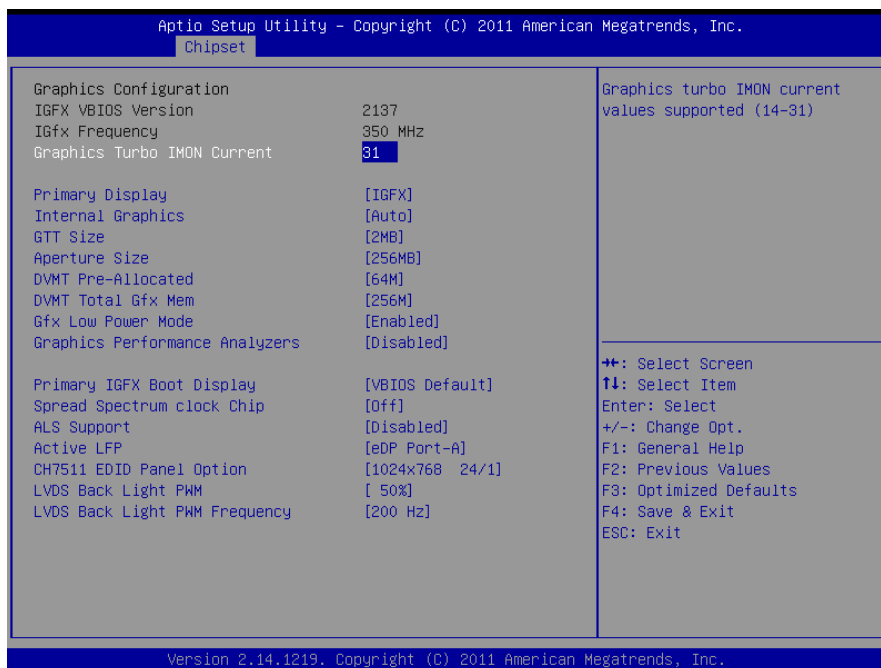 Aptio Setup Utility – Copyright (C) 2011 American Megatrends, Inc.
Chipset
Graphics Configuration
IGFX VBIOS Version 2137
IGfx Frequency 350 MHz
Graphics Turbo IMON Current 31
Primary Display [IGFX]
Internal Graphics [Auto]
GTT Size [2MB]
Aperture Size [256MB]
DVMT Pre-Allocated [64M]
DVMT Total Gfx Mem [256M]
Gfx Low Power Mode [Enabled]
Graphics Performance Analyzers [Disabled]
Primary IGFX Boot Display [VBIOS Default]
Spread Spectrum clock Chip [Off]
ALS Support [Disabled]
Active LFP [eDP Port-A]
CH7511 EDID Panel Option [1024x768 24/1]
LVDS Back Light PWM [ 50%]
LVDS Back Light PWM Frequency [200 Hz]
Graphics turbo IMON current
values supported (14-31)
→←: Select Screen
↑↓: Select Item
Enter: Select
+/-: Change Opt.
F1: General Help
F2: Previous Values
F3: Optimized Defaults
F4: Save & Exit
ESC: Exit
Version 2.14.1219. Copyright (C) 2011 American Megatrends, Inc.